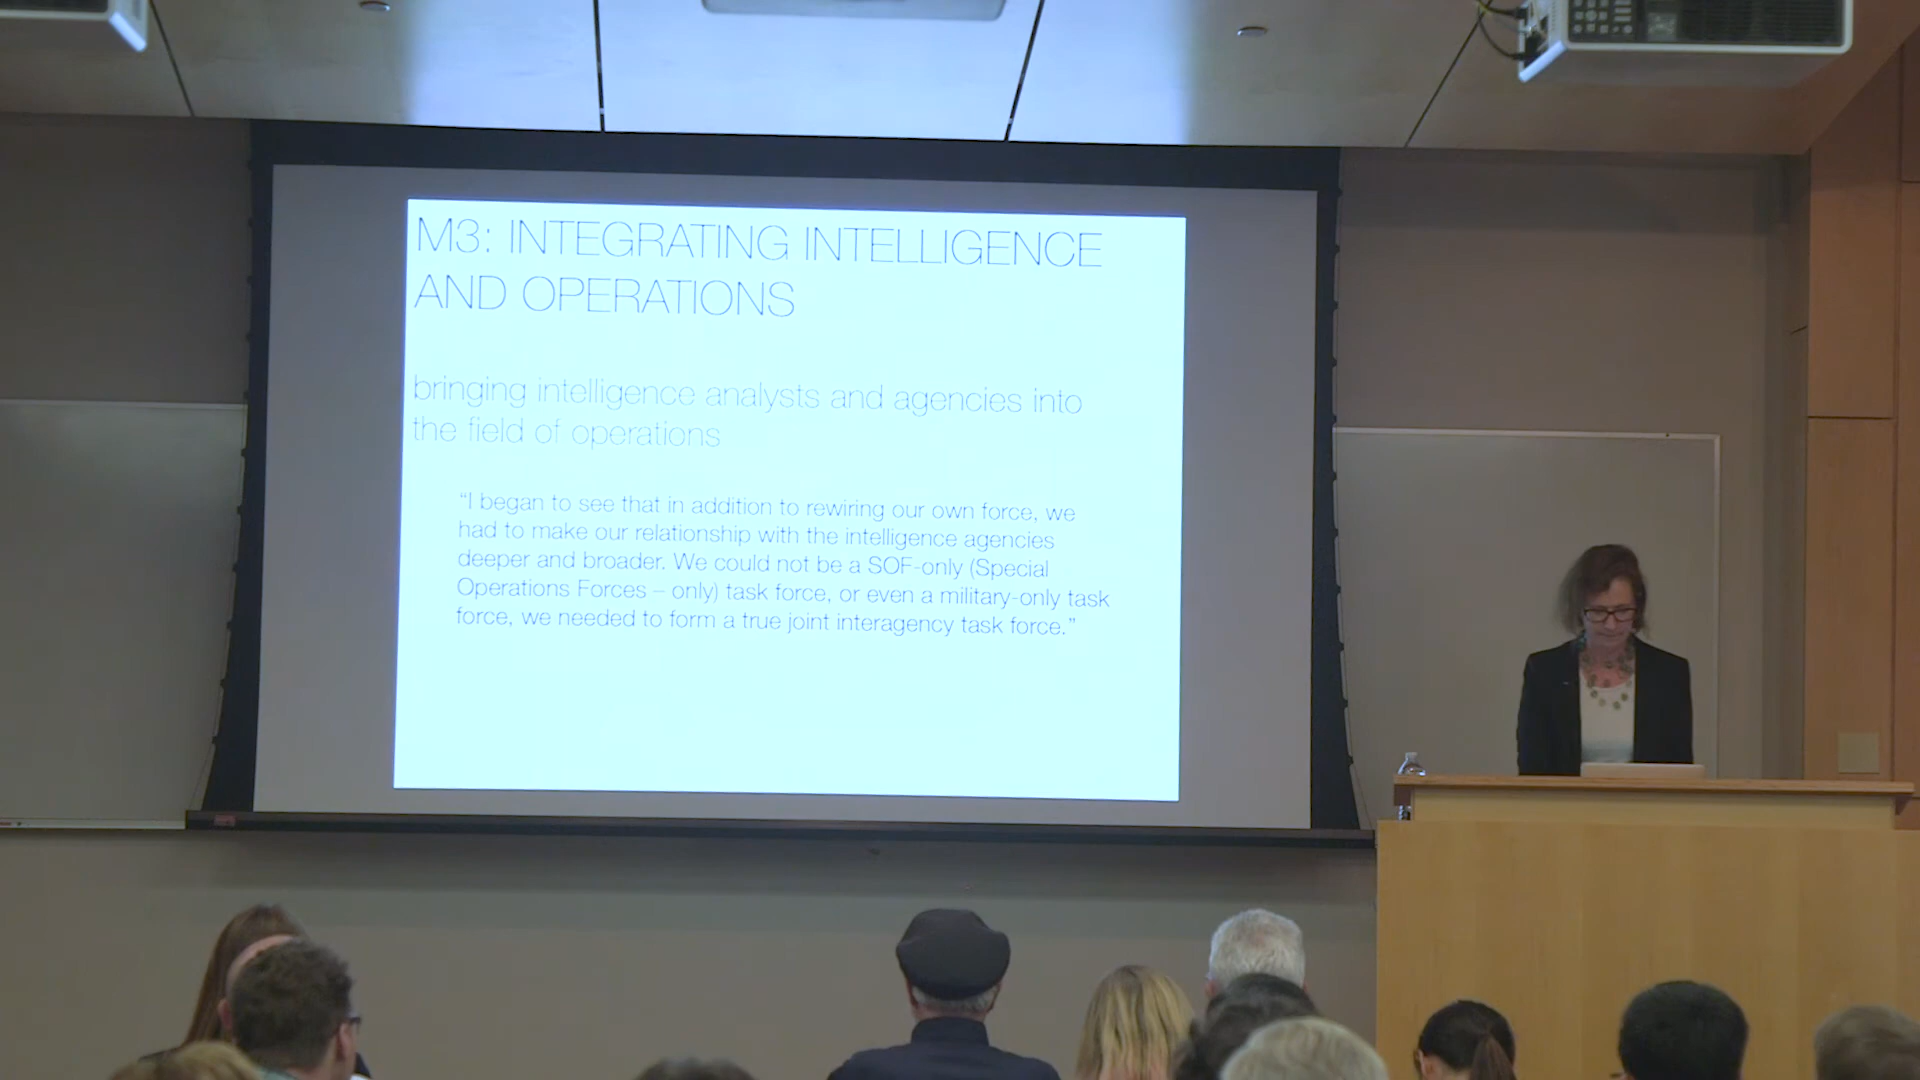 M3: INTEGRATING INTELLIGENCE
AND OPERATIONS
bringing intelligence analysts and agencies into
the field of operations
“I began to see that in addition to rewiring our own force, we
had to make our relationship with the intelligence agencies
deeper and broader. We could not be a SOF-only (Special
Operations Forces – only) task force, or even a military-only task
force, we needed to form a true joint interagency task force.”